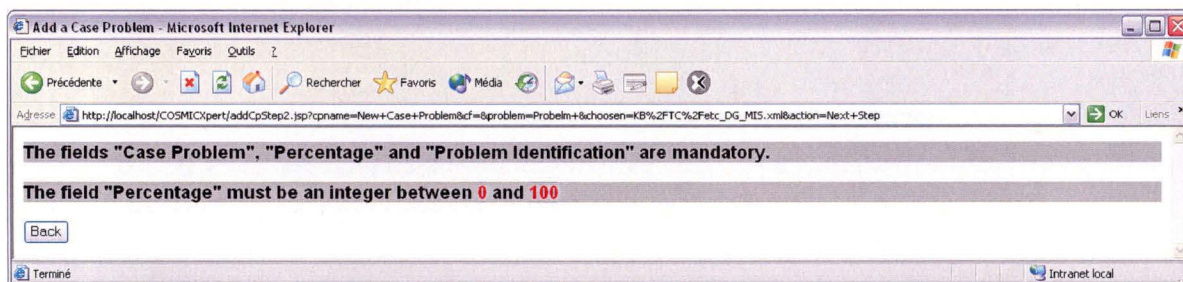 Add a Case Problem - Microsoft Internet Explorer
Fichier Edition Affichage Favoris Outils ?
Précédente Rechercher Favoris Média
Adresse http://localhost/COSMICXpert/addCpStep2.jsp?cpname=New+Case+Problem&cf=&problem=Probelm+&choosen=KB%2FTC%2Fetc_DG_MIS.xml&action=Next+Step OK Liens »
The fields "Case Problem", "Percentage" and "Problem Identification" are mandatory.
The field "Percentage" must be an integer between 0 and 100
Back
Terminé Intranet local